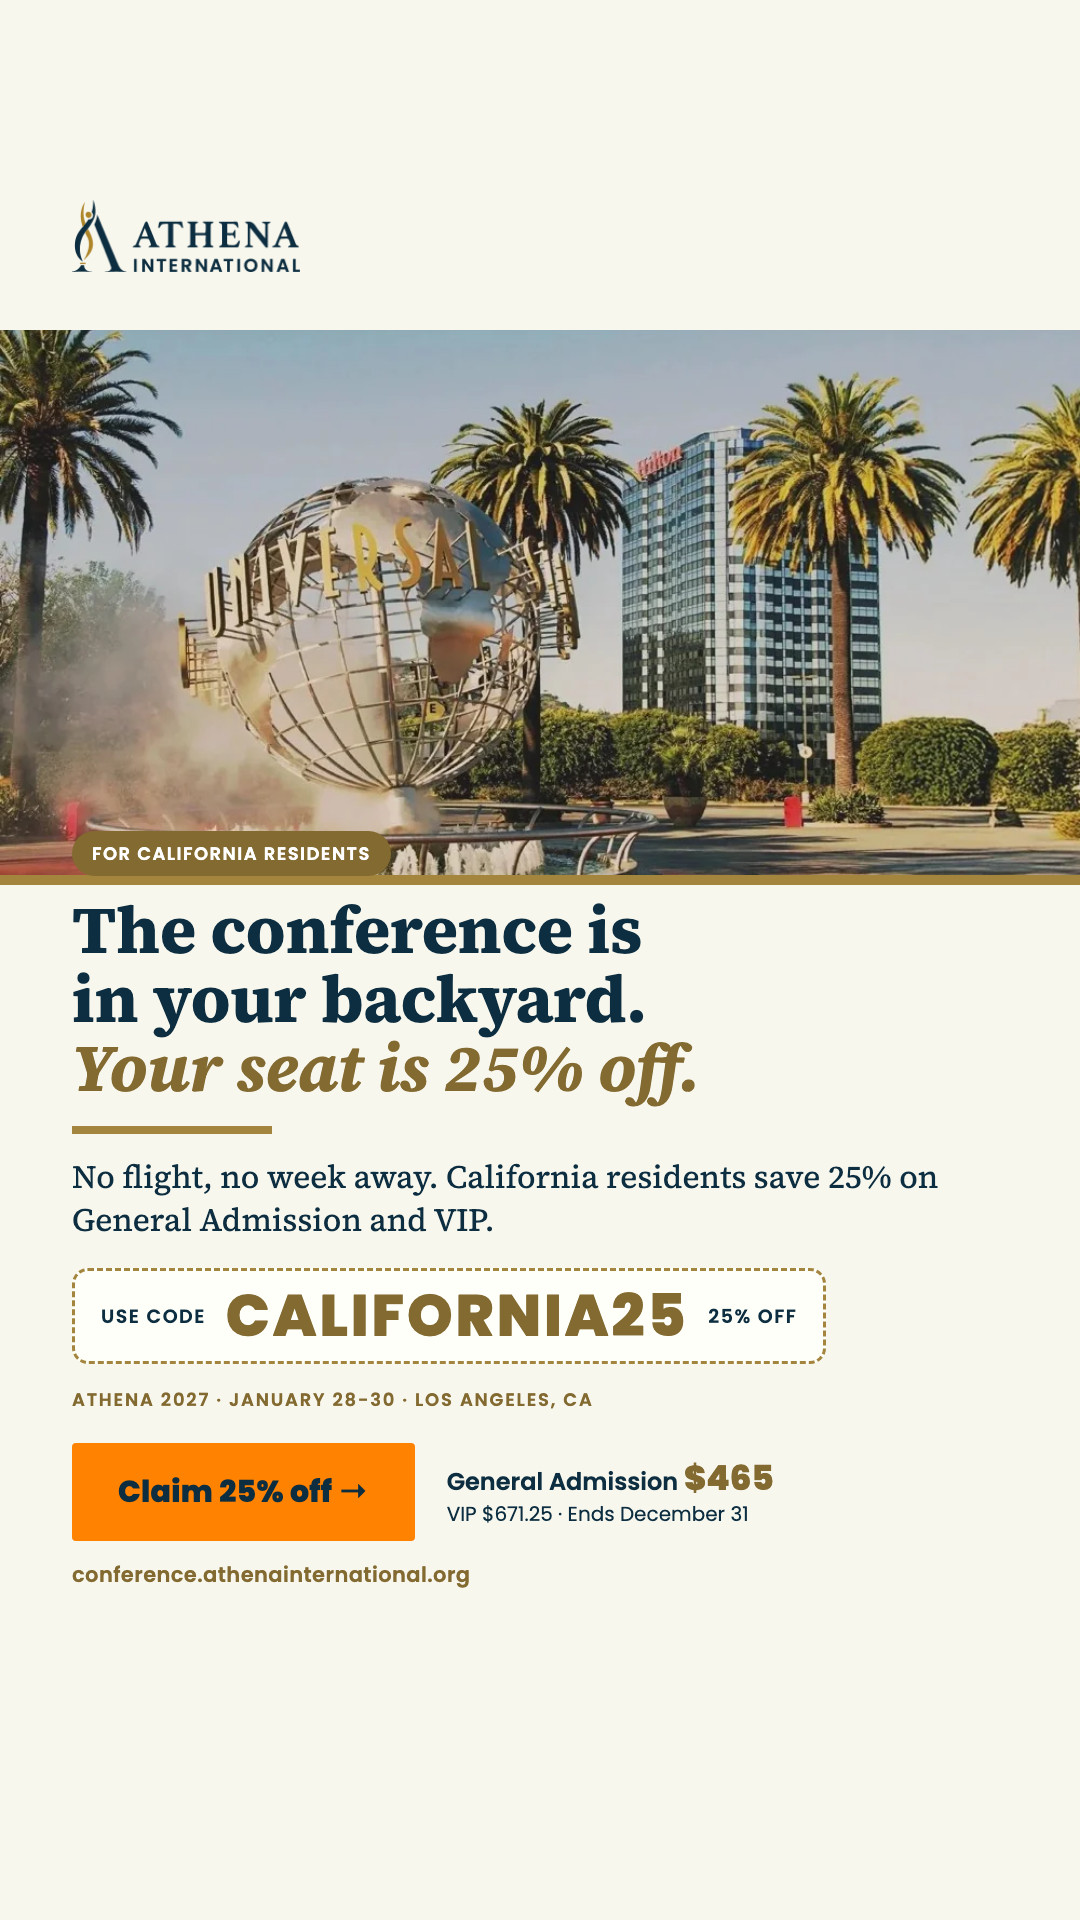 ATHENA
INTERNATIONAL
Hilton
UNIVERSAL
FOR CALIFORNIA RESIDENTS
The conference is
in your backyard.
Your seat is 25% off.
No flight, no week away. California residents save 25% on
General Admission and VIP.
USE CODE CALIFORNIA25 25% OFF
ATHENA 2027 · JANUARY 28–30 · LOS ANGELES, CA
Claim 25% off →
General Admission $465
VIP $671.25 · Ends December 31
conference.athenainternational.org